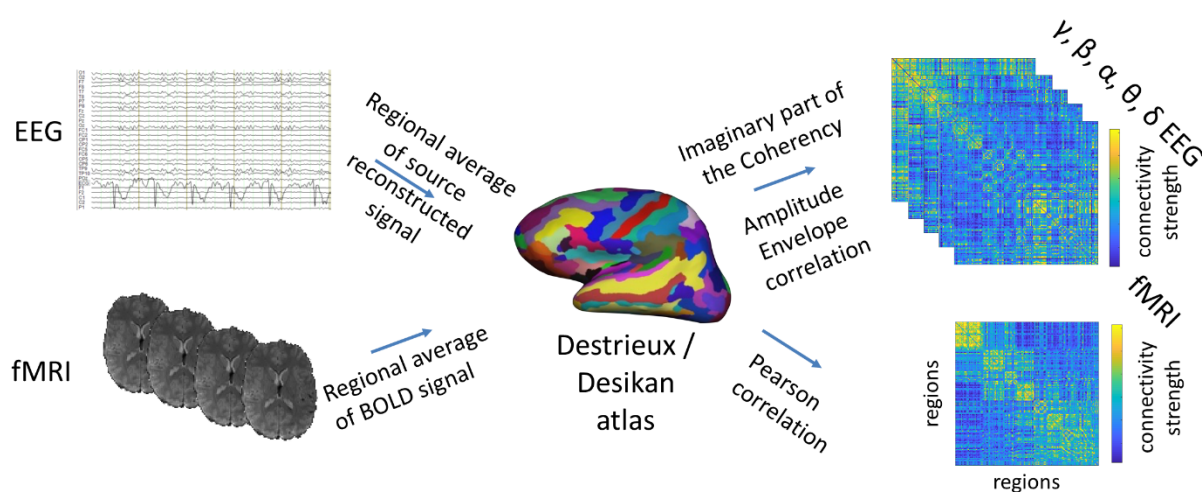 EEG
Regional average
of source
reconstructed
signal
fMRI
Regional average
of BOLD signal
Destrieux /
Desikan
atlas
Imaginary part of
the Coherency
Amplitude
Envelope
correlation
Pearson
correlation
γ, β, α, θ, δ EEG
connectivity
strength
fMRI
regions
regions
connectivity
strength